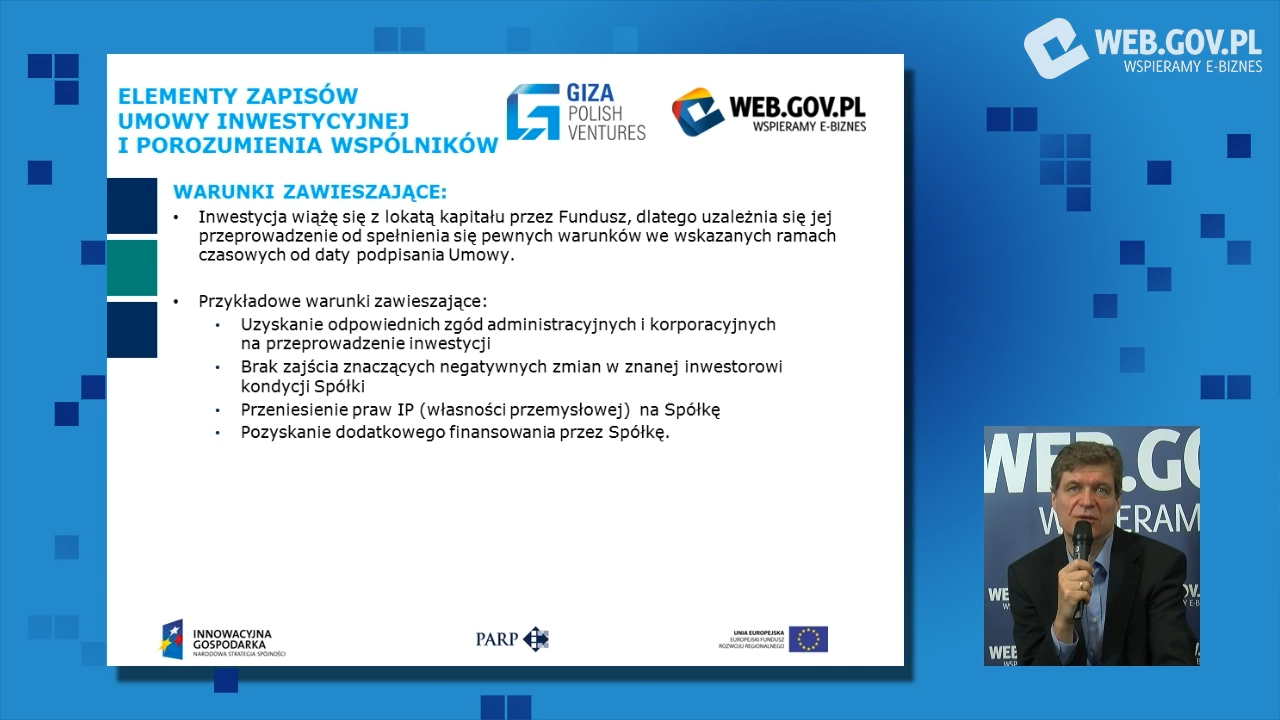 WEB.GOV.PL
WSPIERAMY E-BIZNES
ELEMENTY ZAPISÓW
UMOWY INWESTYCYJNEJ
I POROZUMIENIA WSPÓLNIKÓW
GIZA
POLISH
VENTURES
WEB.GOV.PL
WSPIERAMY E-BIZNES
WARUNKI ZAWIESZAJĄCE:
• Inwestycja wiążę się z lokatą kapitału przez Fundusz, dlatego uzależnia się jej
przeprowadzenie od spełnienia się pewnych warunków we wskazanych ramach
czasowych od daty podpisania Umowy.
• Przykładowe warunki zawieszające:
• Uzyskanie odpowiednich zgód administracyjnych i korporacyjnych
na przeprowadzenie inwestycji
• Brak zajścia znaczących negatywnych zmian w znanej inwestorowi
kondycji Spółki
• Przeniesienie praw IP (własności przemysłowej) na Spółkę
• Pozyskanie dodatkowego finansowania przez Spółkę.
INNOWACYJNA
GOSPODARKA
NARODOWA STRATEGIA SPÓJNOŚCI
PARP
UNIA EUROPEJSKA
EUROPEJSKI FUNDUSZ
ROZWOJU REGIONALNEGO